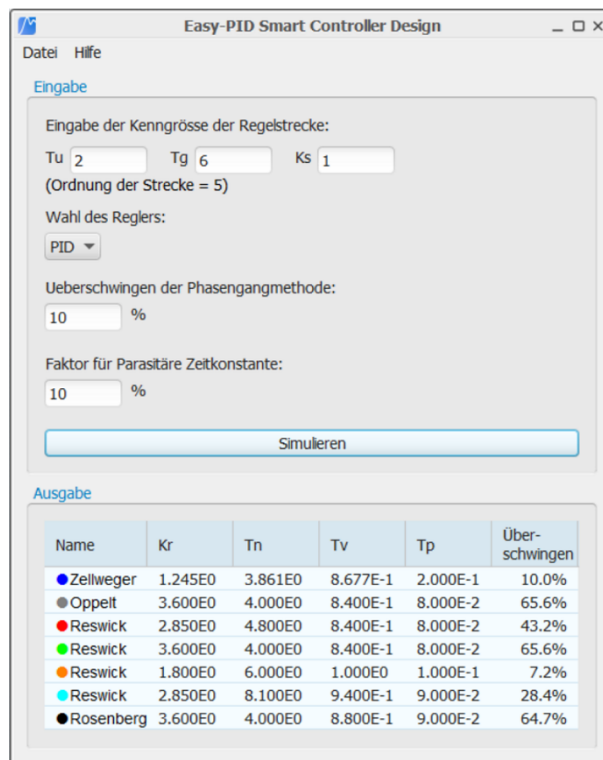 Easy-PID Smart Controller Design
Datei Hilfe
Eingabe
Eingabe der Kenngrösse der Regelstrecke:
Tu 2 Tg 6 Ks 1
(Ordnung der Strecke = 5)
Wahl des Reglers:
PID
Ueberschwingen der Phasengangmethode:
10 %
Faktor für Parasitäre Zeitkonstante:
10 %
Simulieren
Ausgabe
Name Kr Tn Tv Tp Über-
schwingen
Zellweger 1.245E0 3.861E0 8.677E-1 2.000E-1 10.0%
Oppelt 3.600E0 4.000E0 8.400E-1 8.000E-2 65.6%
Reswick 2.850E0 4.800E0 8.400E-1 8.000E-2 43.2%
Reswick 3.600E0 4.000E0 8.400E-1 8.000E-2 65.6%
Reswick 1.800E0 6.000E0 1.000E0 1.000E-1 7.2%
Reswick 2.850E0 8.100E0 9.400E-1 9.000E-2 28.4%
Rosenberg 3.600E0 4.000E0 8.800E-1 9.000E-2 64.7%